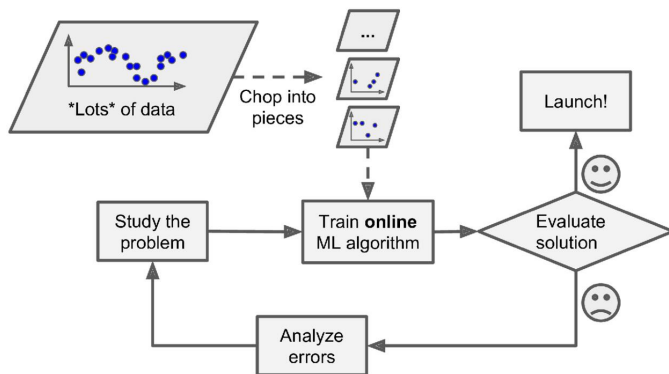 ...
*Lots* of data
Chop into
pieces
Launch!
Study the
problem
Train online
ML algorithm
Evaluate
solution
Analyze
errors